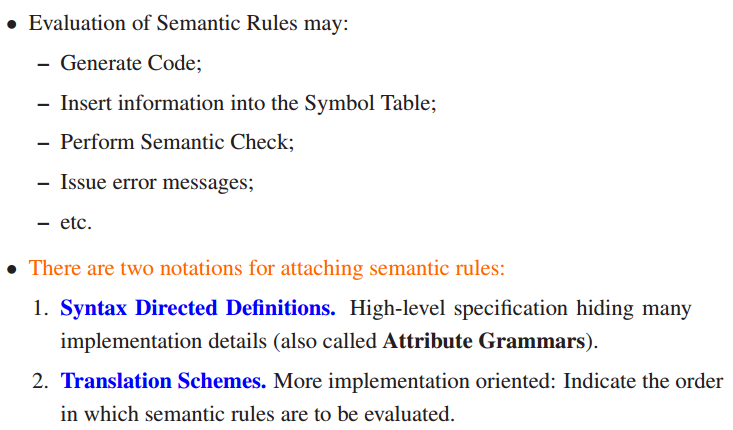 • Evaluation of Semantic Rules may:
– Generate Code;
– Insert information into the Symbol Table;
– Perform Semantic Check;
– Issue error messages;
– etc.
• There are two notations for attaching semantic rules:
1. Syntax Directed Definitions. High-level specification hiding many
implementation details (also called Attribute Grammars).
2. Translation Schemes. More implementation oriented: Indicate the order
in which semantic rules are to be evaluated.